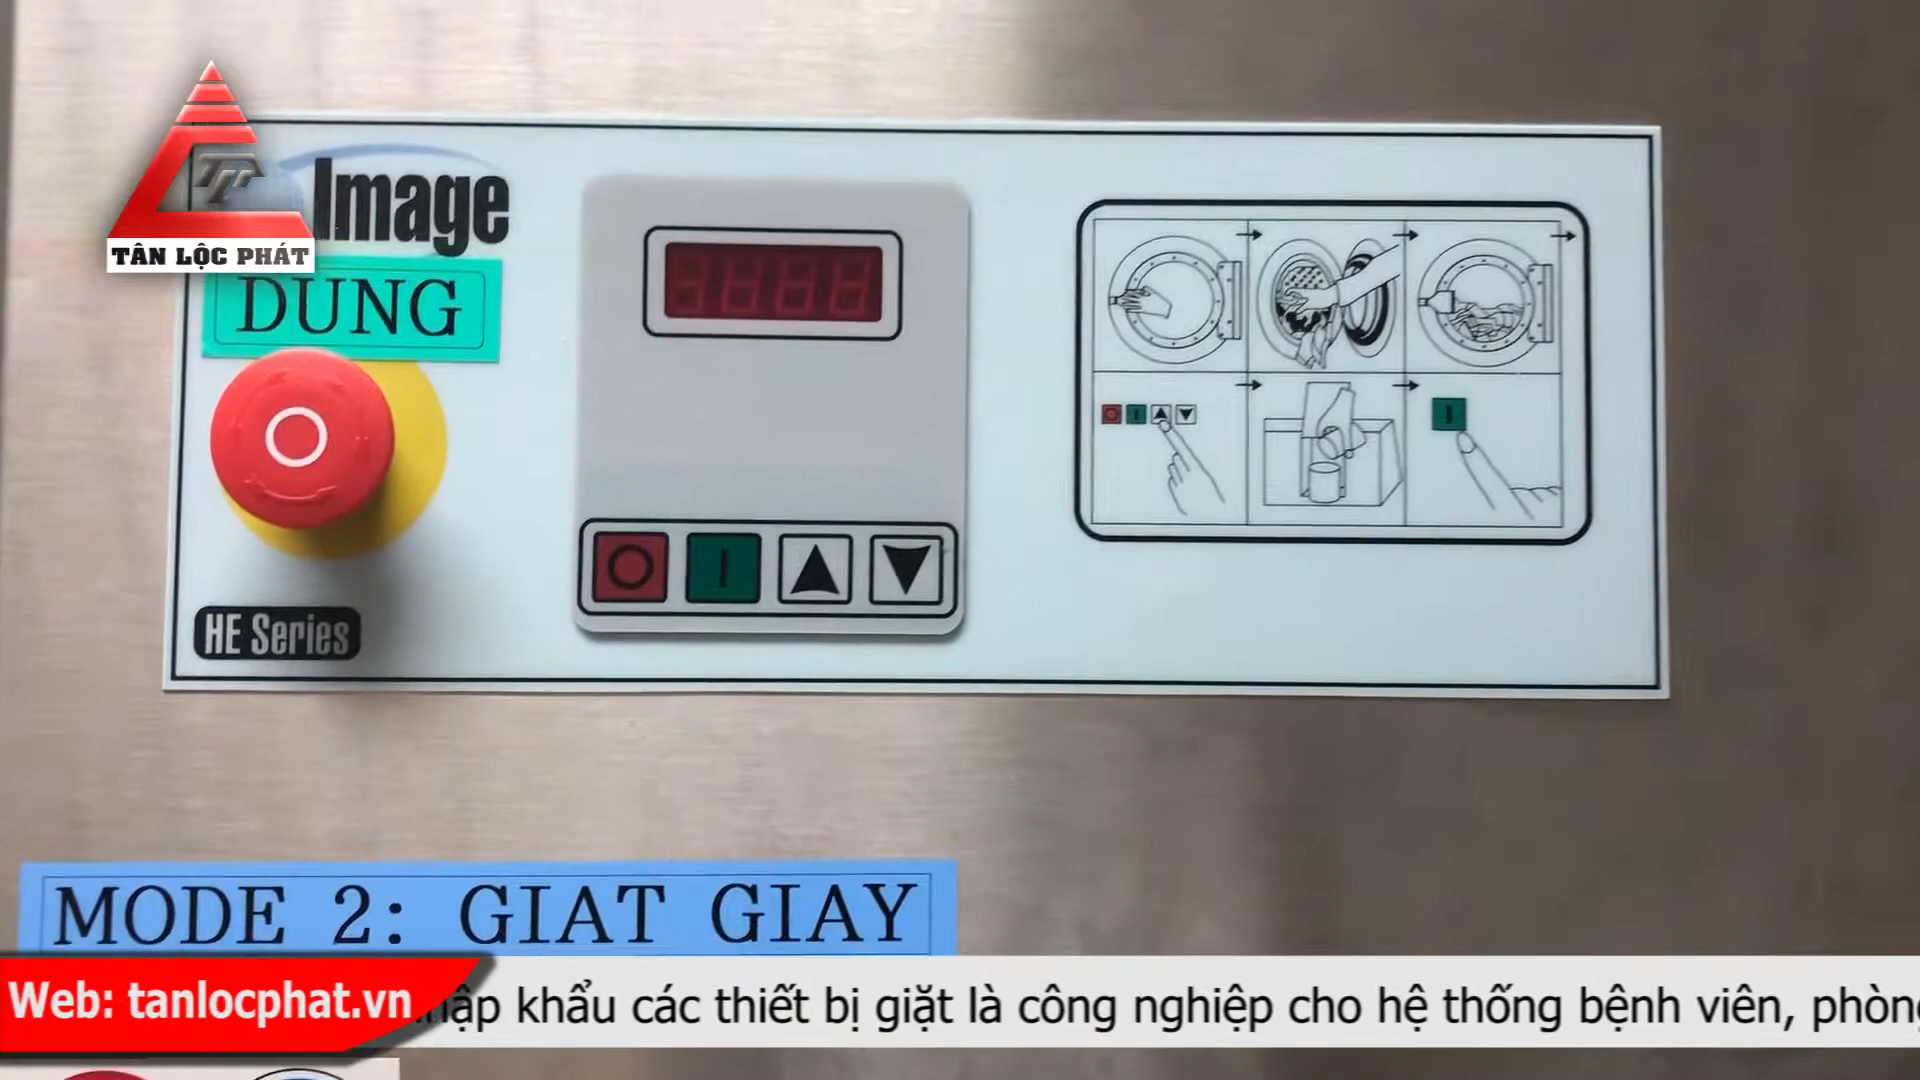 Image
TÂN LỘC PHÁT
DUNG
HE Series
MODE 2: GIAT GIAY
Web: tanlocphat.vn
khẩu các thiết bị giặt là công nghiệp cho hệ thống bệnh viên, phòng